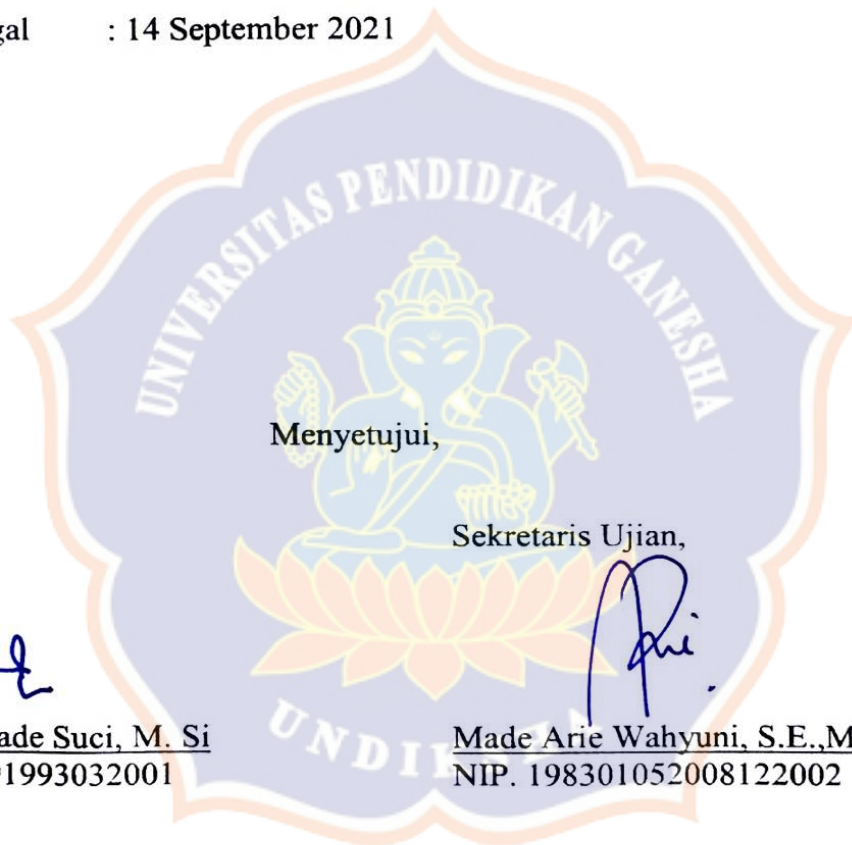 gal : 14 September 2021
UNIVERSITAS PENDIDIKAN GANESHA
Menyetujui,
Sekretaris Ujian,
ade Suci, M. Si
Made Arie Wahyuni, S.E.,M
1993032001
NIP. 198301052008122002
UNDIKSHA